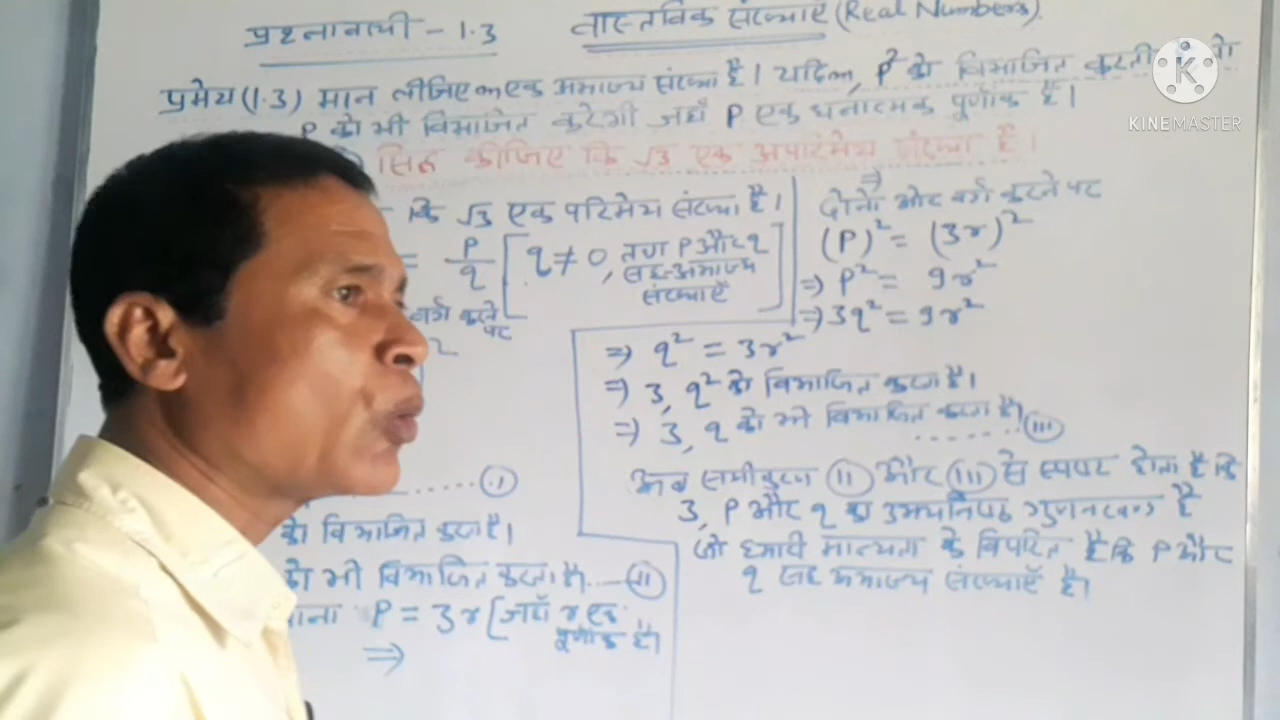 प्रश्नावली - 1.3 वास्तविक संख्याएँ (Real Numbers)
प्रमेय (1.3) मान लीजिए एक अभाज्य संख्या है। यदि P² को विभाजित करती
P को भी विभाजित करेगी जहाँ P एक धनात्मक पूर्णांक है।
सिद्ध कीजिए कि √3 एक अपरिमेय संख्या है।
कि √3 एक परिमेय संख्या है।
= P/q [q ≠ 0, तथा P और q
सह-अभाज्य
संख्याएँ]
वर्ग करने
पर
.....(i)
को विभाजित करता है।
को भी विभाजित करता है।...(ii)
माना P = 3r [जहाँ r एक
पूर्णांक है।
⇒
⇒
दोनों ओर वर्ग करने पर
(P)² = (3r)²
⇒ P² = 9r²
⇒ 3q² = 9r²
⇒ q² = 3r²
⇒ 3, q² को विभाजित करता है।
⇒ 3, q को भी विभाजित करता है।
.......(iii)
अब समीकरण (ii) और (iii) से स्पष्ट होता है कि
3, P और q का उभयनिष्ठ गुणनखण्ड है
जो हमारी मान्यता के विपरित है कि P और
q सह अभाज्य संख्याएँ है।
KINEMASTER